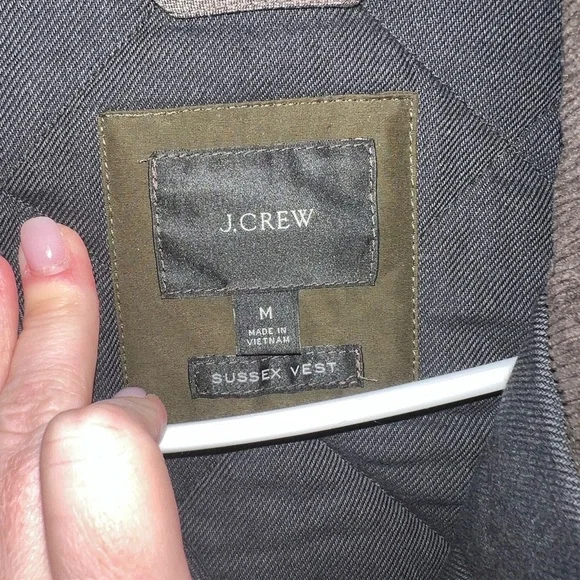 J.CREW
M
MADE IN
VIETNAM
SUSSEX VEST